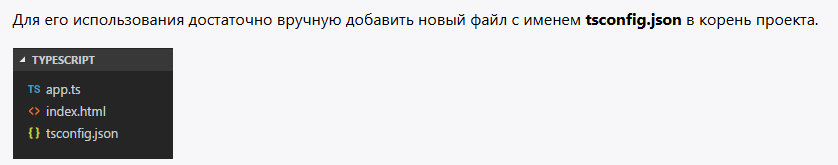 Для его использования достаточно вручную добавить новый файл с именем tsconfig.json в корень проекта.
TYPESCRIPT
TS app.ts
<> index.html
{} tsconfig.json